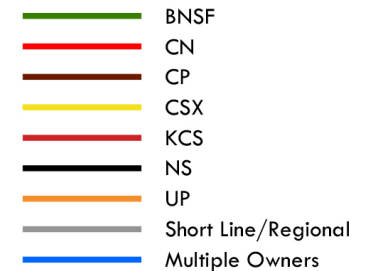 BNSF
CN
CP
CSX
KCS
NS
UP
Short Line/Regional
Multiple Owners